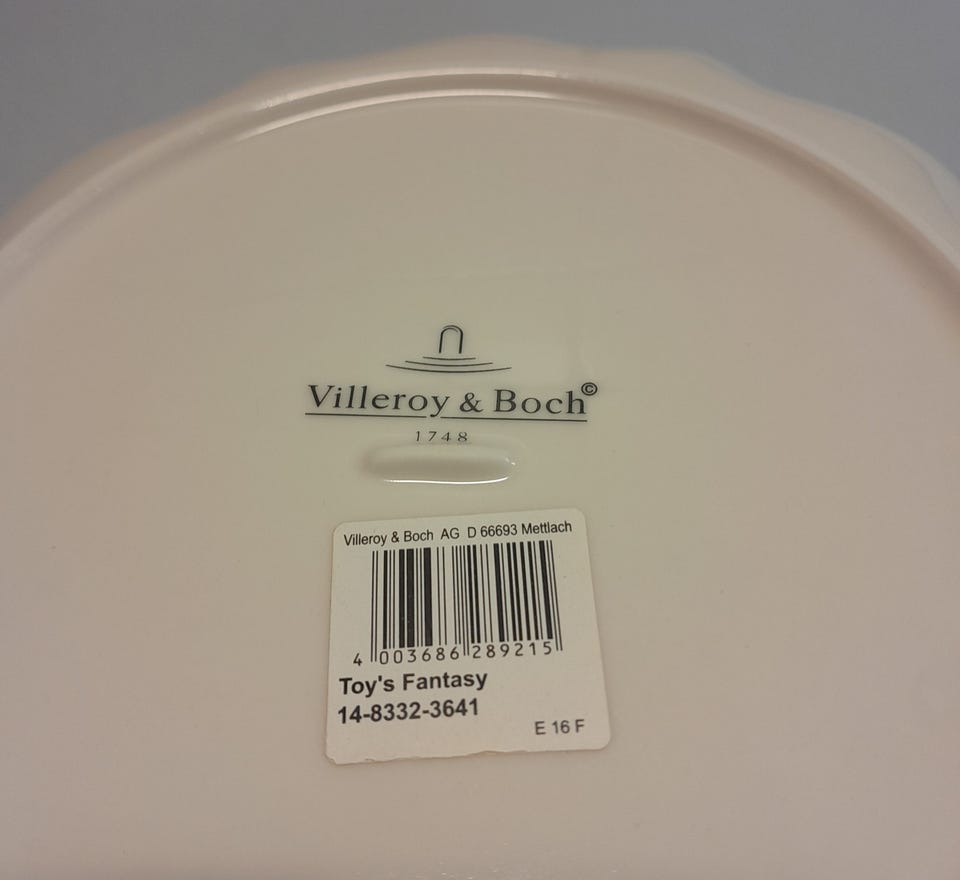 Villeroy & Boch©
1748
Villeroy & Boch AG D 66693 Mettlach
4 003686 289215
Toy's Fantasy
14-8332-3641
E 16 F